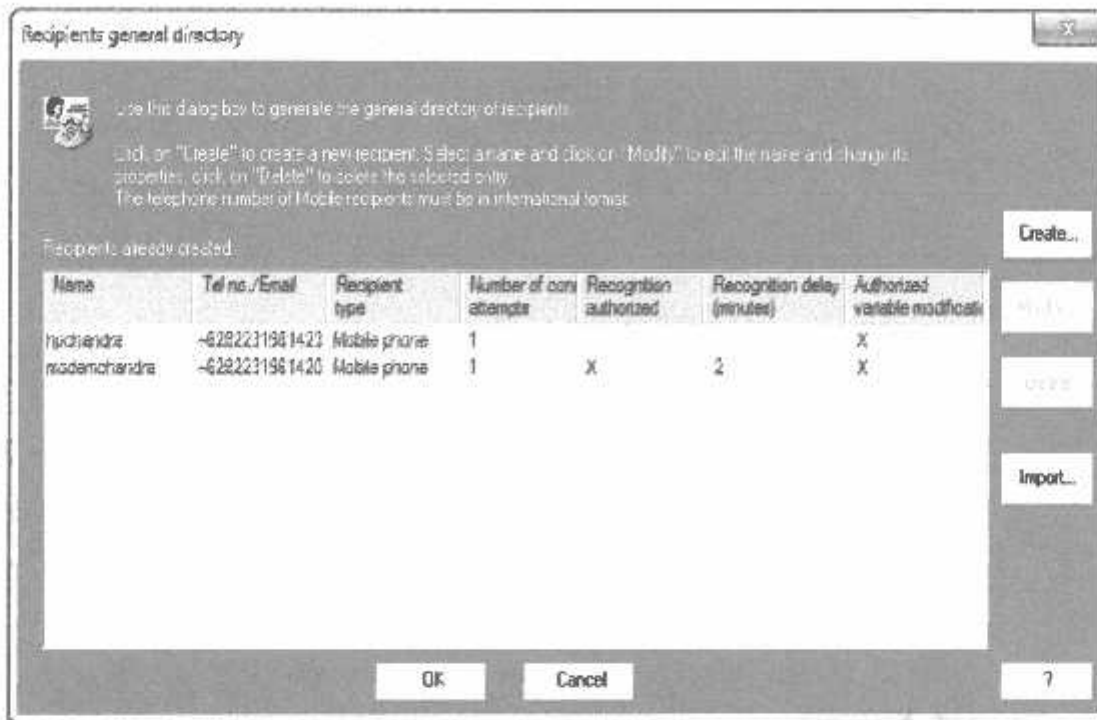 Recipients general directory
X
Use this dialog box to generate the general directory of recipients.
Click on "Create" to create a new recipient. Select a name and click on "Modify" to edit the name and change its
properties, click on "Delete" to delete the selected entry.
The telephone number of Mobile recipients must be in international format.
Recipients already created:
Create...
Name Tel no./Email Recipient type Number of con attempts Recognition authorized Recognition delay (minutes) Authorized variable modificati
hpchandra Mobile phone 1 X
modemchandra Mobile phone 1 X 2 X
Import...
OK Cancel ?